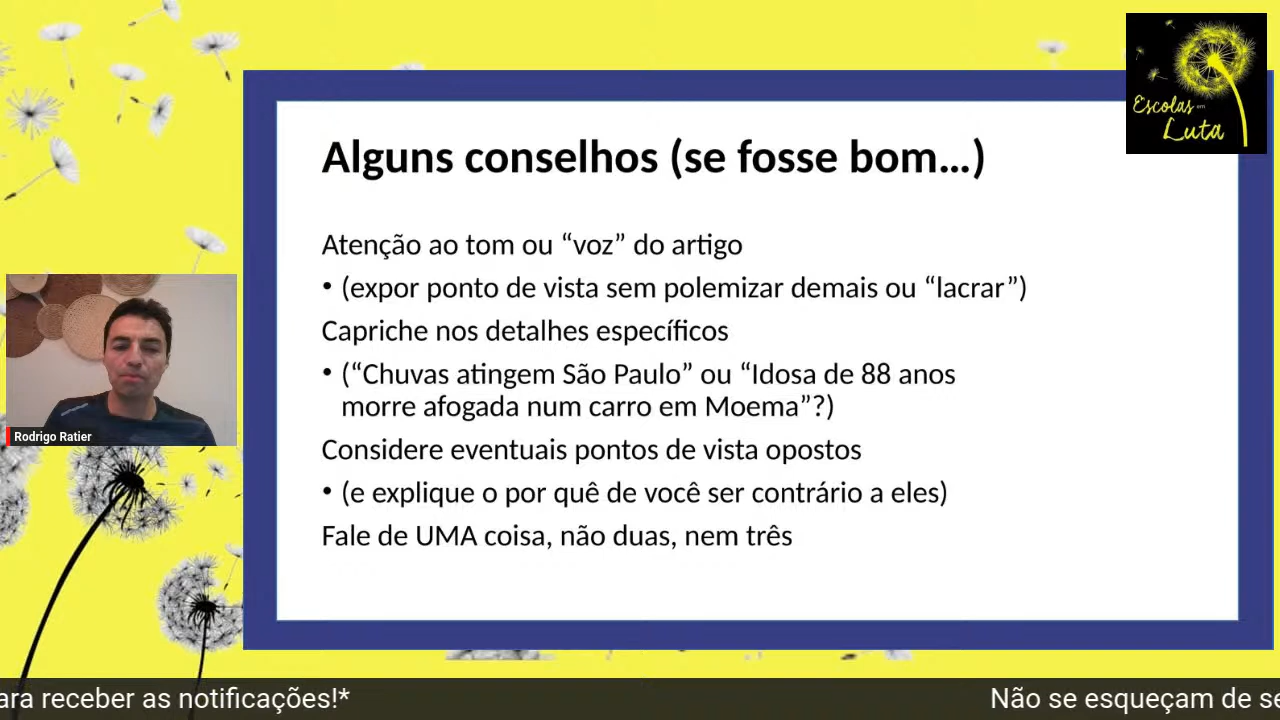 Escolas em
Luta
Alguns conselhos (se fosse bom...)
Atenção ao tom ou “voz” do artigo
• (expor ponto de vista sem polemizar demais ou “lacrar”)
Capriche nos detalhes específicos
• (“Chuvas atingem São Paulo” ou “Idosa de 88 anos
morre afogada num carro em Moema”?)
Considere eventuais pontos de vista opostos
• (e explique o por quê de você ser contrário a eles)
Fale de UMA coisa, não duas, nem três
Rodrigo Ratier
ara receber as notificações!* Não se esqueçam de se